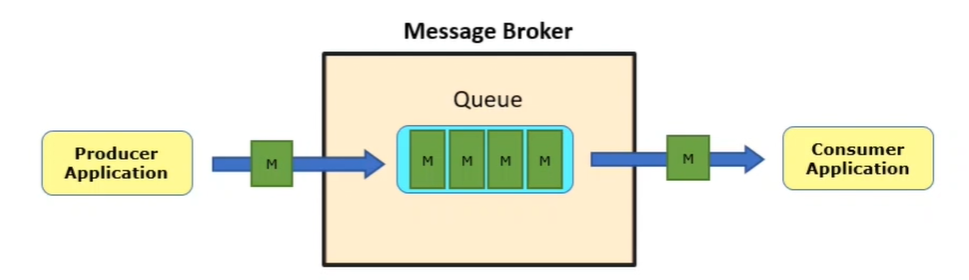 Message Broker
Queue
Producer
Application
M
M
M
M
M
M
Consumer
Application